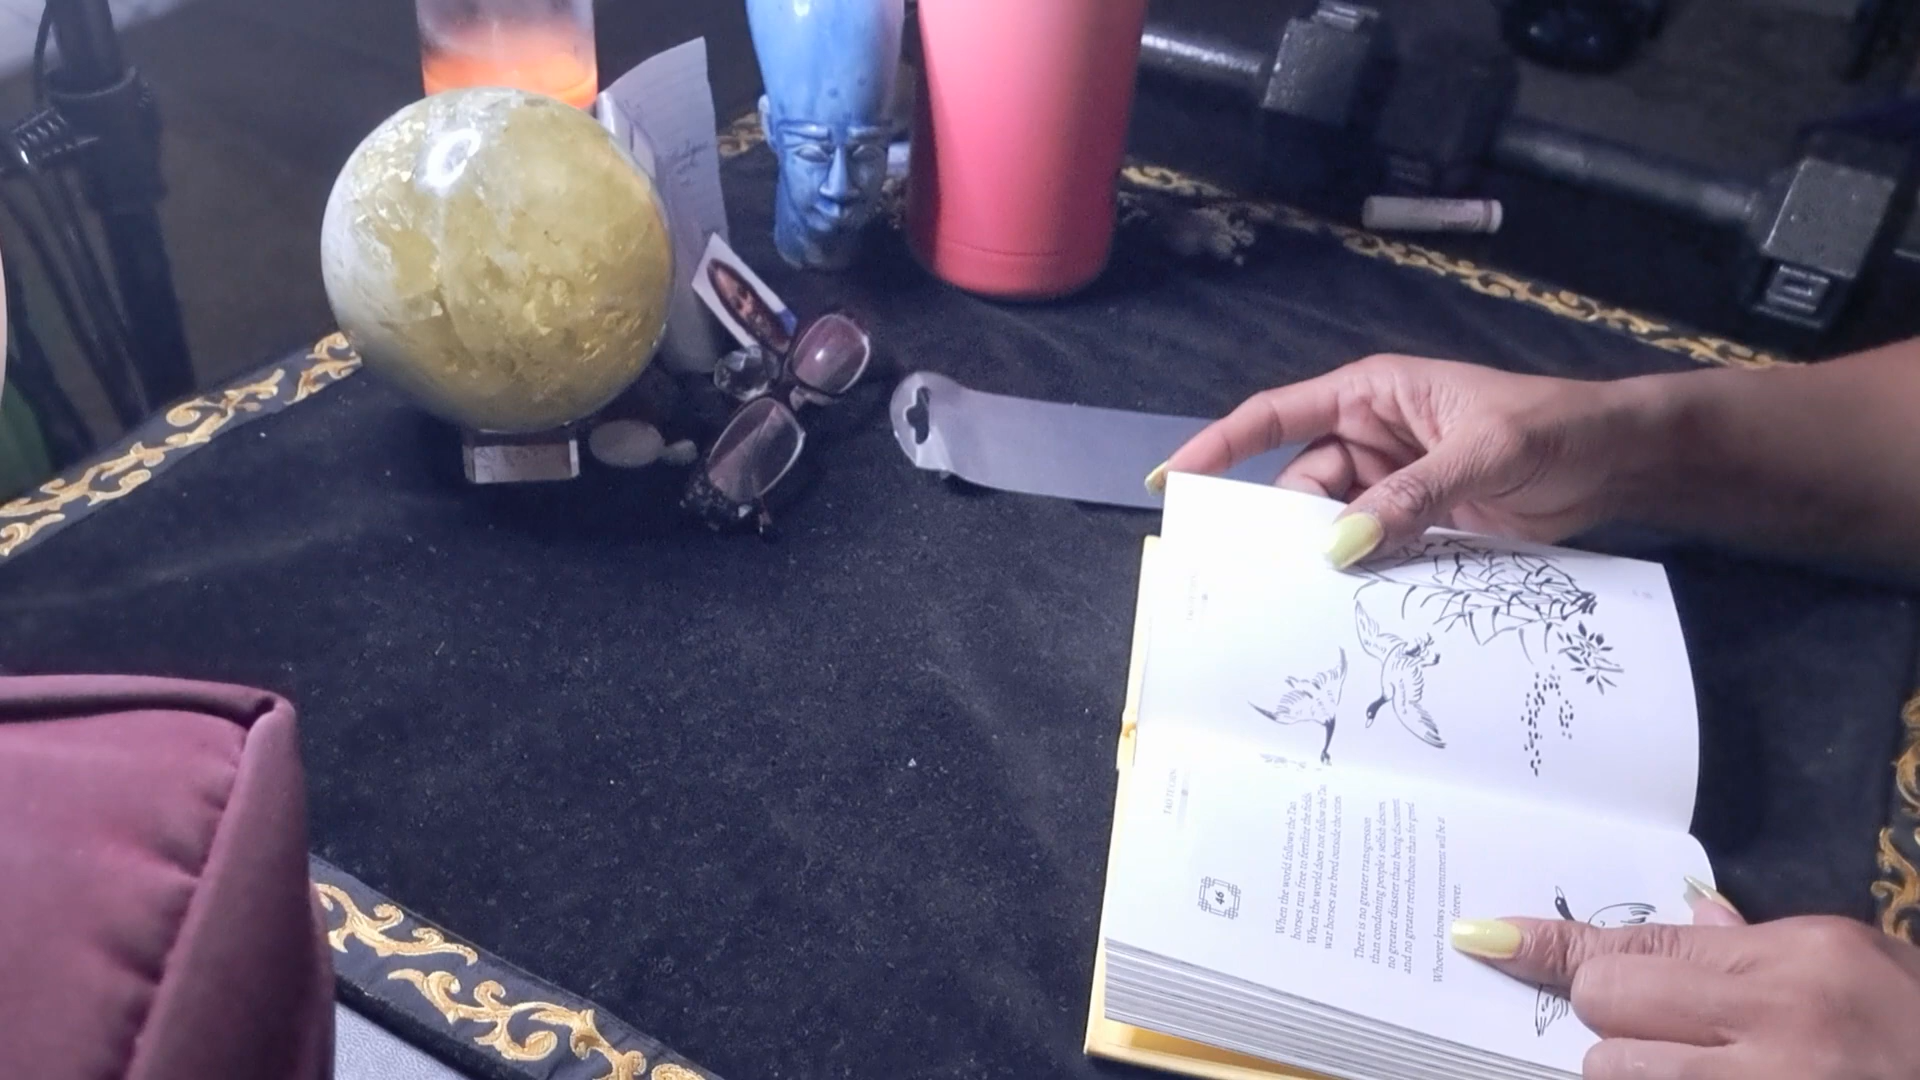 TAO TE CHING
46
When the world follows the Tao,
horses run free to fertilize the fields.
When the world does not follow the Tao,
war horses are bred outside the cities.
There is no greater transgression
than condoning people's selfish desires,
no greater disaster than being discontent,
and no greater retribution than for greed.
Whoever knows contentment will be at
forever.